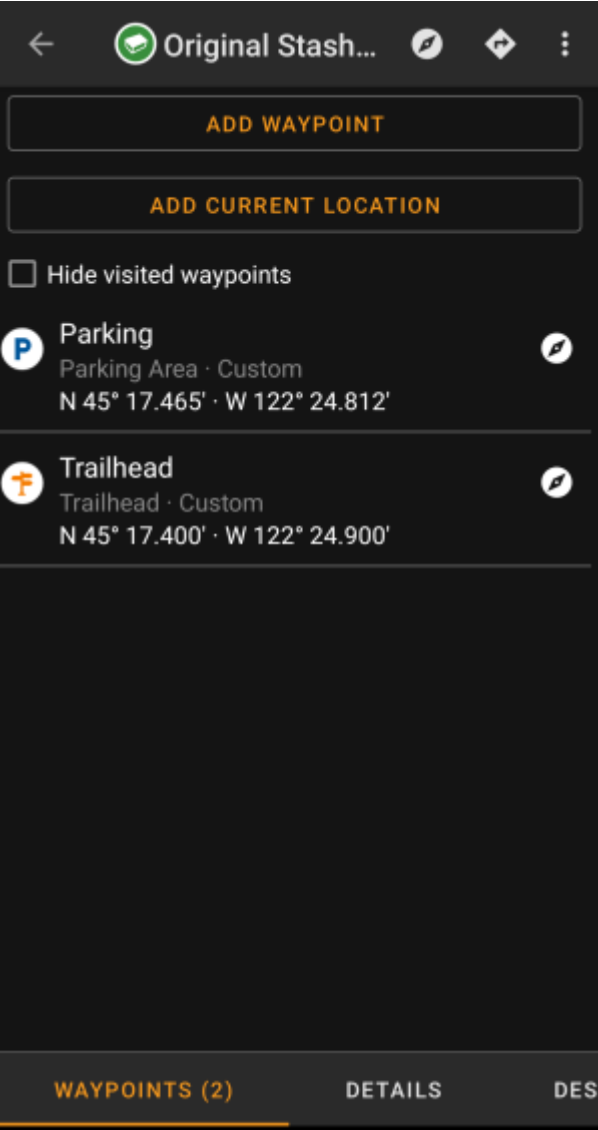 Original Stash...
ADD WAYPOINT
ADD CURRENT LOCATION
Hide visited waypoints
P
Parking
Parking Area · Custom
N 45° 17.465' · W 122° 24.812'
Trailhead
Trailhead · Custom
N 45° 17.400' · W 122° 24.900'
WAYPOINTS (2) DETAILS DES